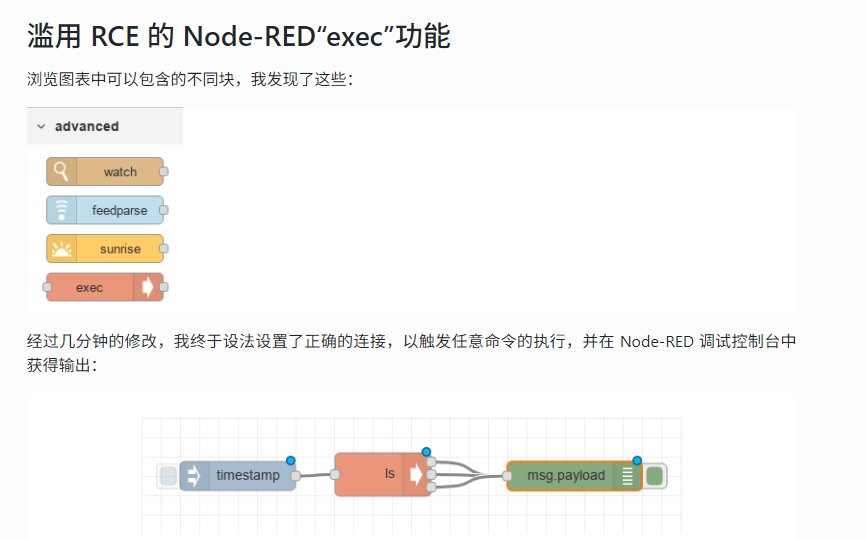 滥用 RCE 的 Node-RED“exec”功能
浏览图表中可以包含的不同块，我发现了这些：
advanced
watch
feedparse
sunrise
exec
经过几分钟的修改，我终于设法设置了正确的连接，以触发任意命令的执行，并在 Node-RED 调试控制台中
获得输出：
timestamp
ls
msg.payload